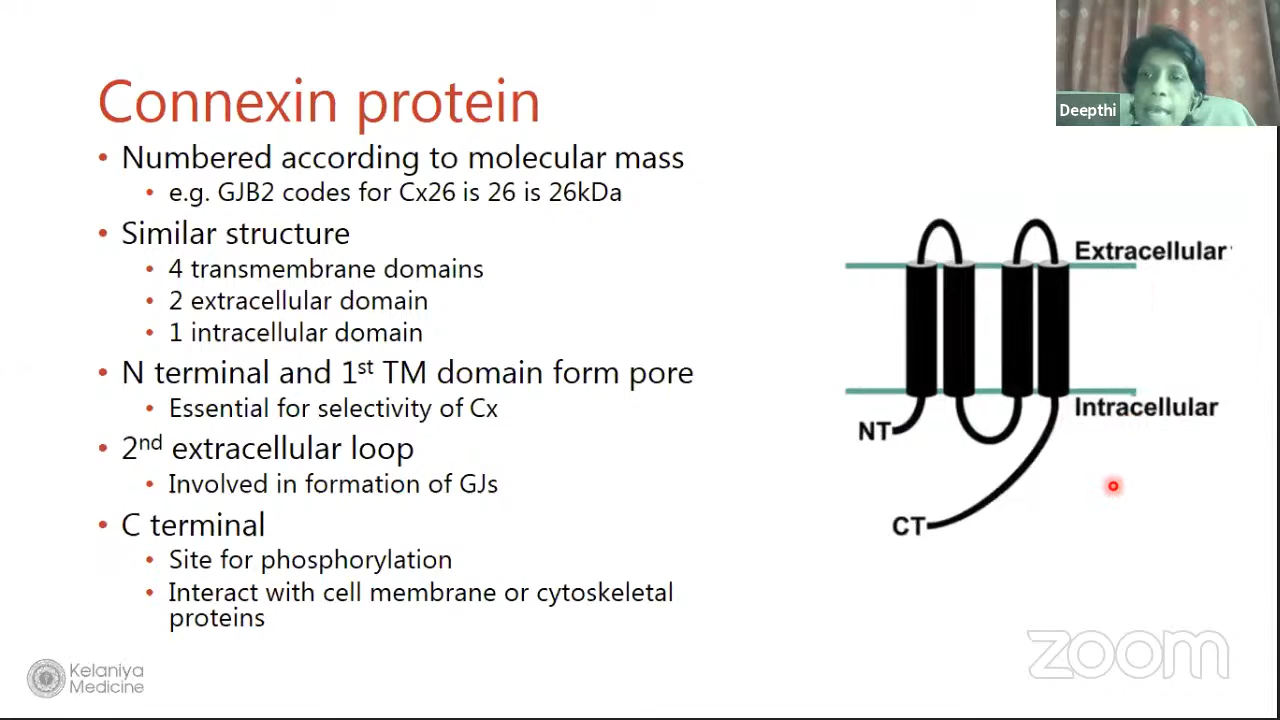 Deepthi
Connexin protein
• Numbered according to molecular mass
• e.g. GJB2 codes for Cx26 is 26 is 26kDa
• Similar structure
• 4 transmembrane domains
• 2 extracellular domain
• 1 intracellular domain
• N terminal and 1st TM domain form pore
• Essential for selectivity of Cx
• 2nd extracellular loop
• Involved in formation of GJs
• C terminal
• Site for phosphorylation
• Interact with cell membrane or cytoskeletal
proteins
Extracellular
Intracellular
NT
CT
Kelaniya
Medicine
zoom